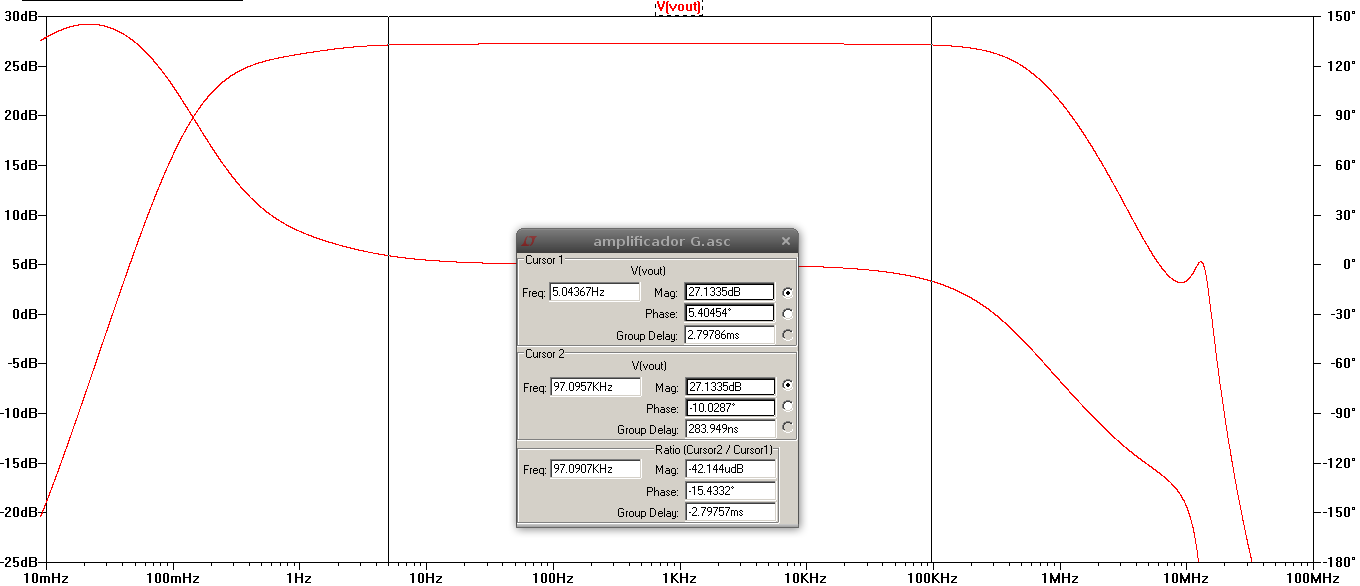 V(vout)
30dB
25dB
20dB
15dB
10dB
5dB
0dB
-5dB
-10dB
-15dB
-20dB
-25dB
150°
120°
90°
60°
30°
0°
-30°
-60°
-90°
-120°
-150°
-180°
amplificador G.asc
Cursor 1
V(vout)
Freq: 5.04367Hz Mag: 27.1335dB
Phase: 5.40454°
Group Delay: 2.79786ms
Cursor 2
V(vout)
Freq: 97.0957KHz Mag: 27.1335dB
Phase: -10.0287°
Group Delay: 283.949ns
Ratio (Cursor2 / Cursor1)
Freq: 97.0907KHz Mag: -42.144udB
Phase: -15.4332°
Group Delay: -2.79757ms
10mHz 100mHz 1Hz 10Hz 100Hz 1KHz 10KHz 100KHz 1MHz 10MHz 100MHz